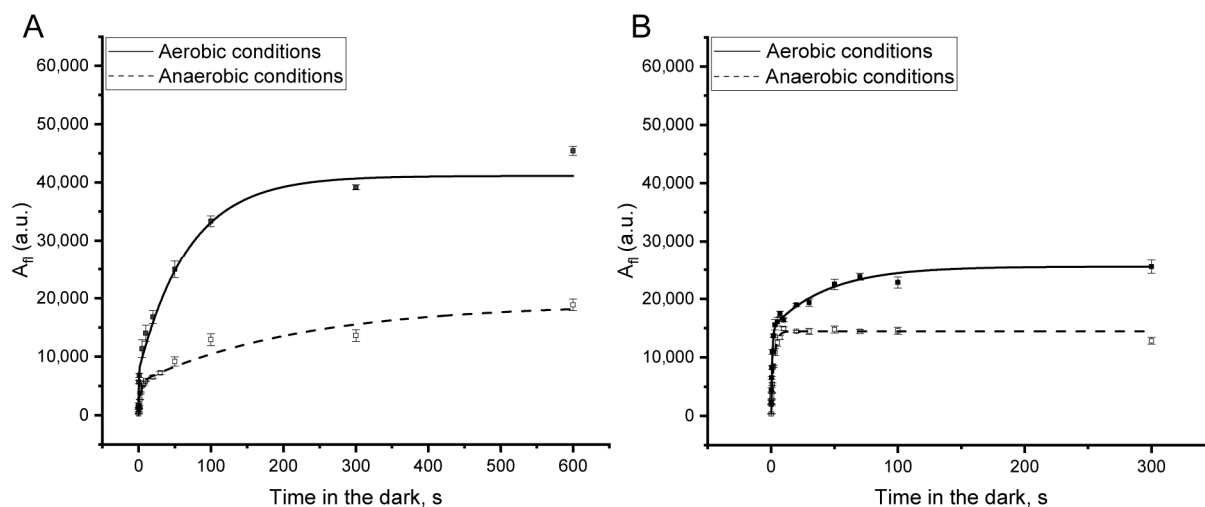 A
Aerobic conditions
Anaerobic conditions
60,000
50,000
40,000
30,000
20,000
10,000
0
A_fl (a.u.)
0 100 200 300 400 500 600
Time in the dark, s
B
Aerobic conditions
Anaerobic conditions
60,000
50,000
40,000
30,000
20,000
10,000
0
A_fl (a.u.)
0 100 200 300
Time in the dark, s